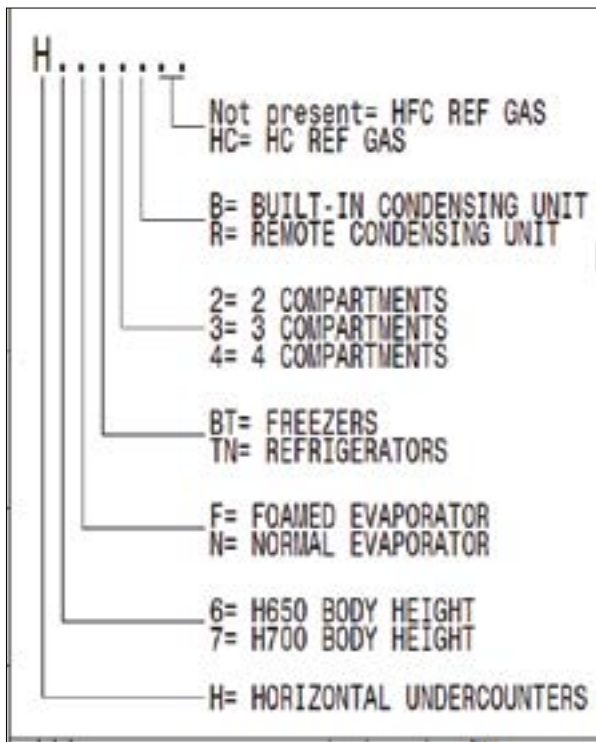 H. . . . . .
Not present= HFC REF GAS
HC= HC REF GAS
B= BUILT-IN CONDENSING UNIT
R= REMOTE CONDENSING UNIT
2= 2 COMPARTMENTS
3= 3 COMPARTMENTS
4= 4 COMPARTMENTS
BT= FREEZERS
TN= REFRIGERATORS
F= FOAMED EVAPORATOR
N= NORMAL EVAPORATOR
6= H650 BODY HEIGHT
7= H700 BODY HEIGHT
H= HORIZONTAL UNDERCOUNTERS